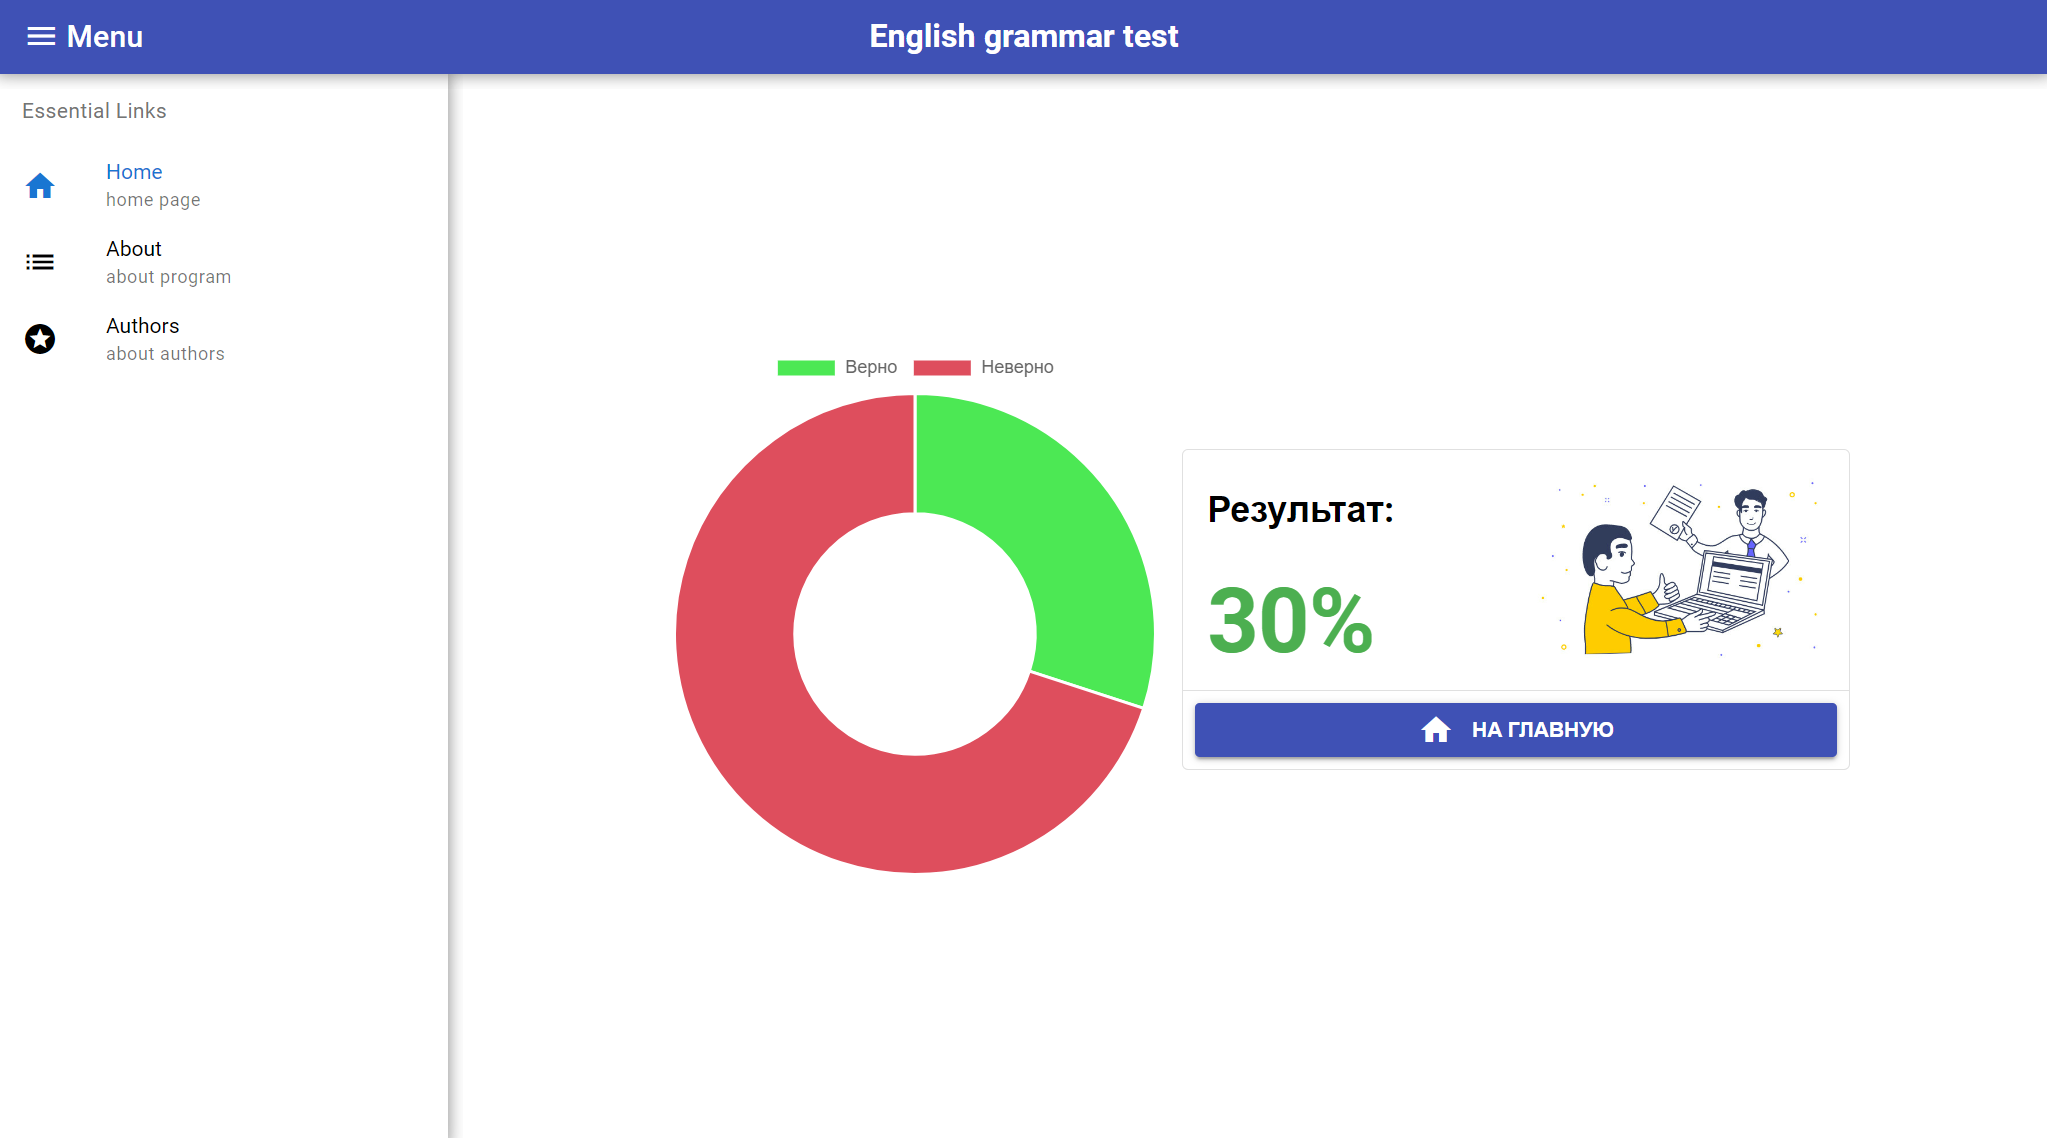 Menu
English grammar test
Essential Links
Home
home page
About
about program
Authors
about authors
Верно
Неверно
Результат:
30%
НА ГЛАВНУЮ